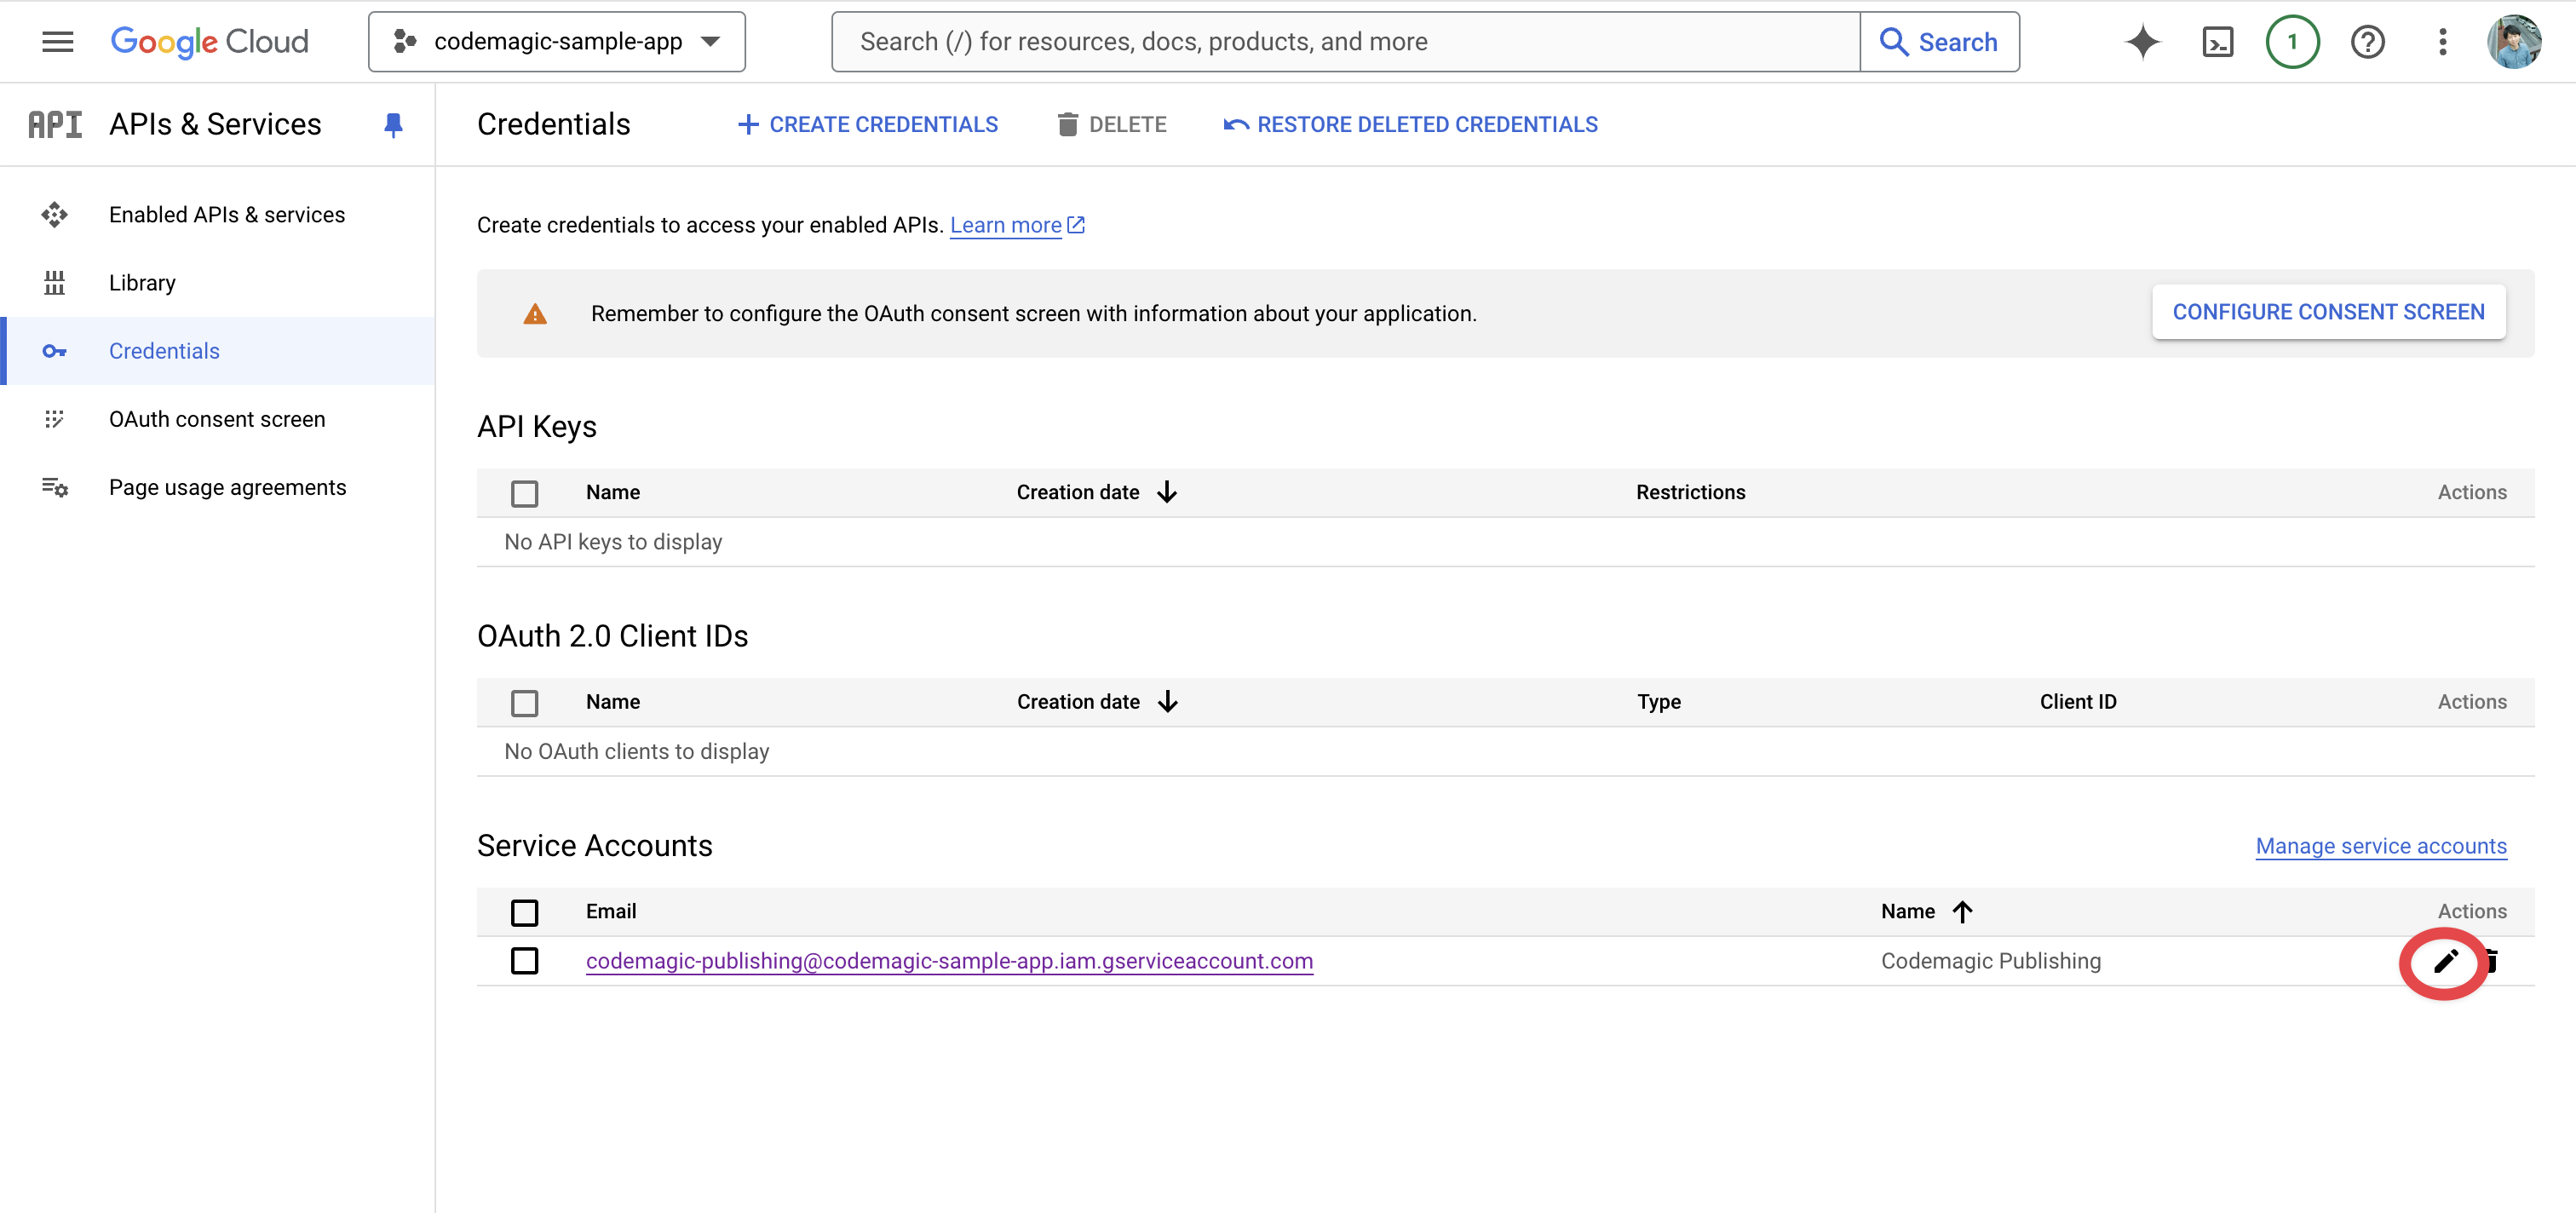 Google Cloud
codemagic-sample-app
Search (/) for resources, docs, products, and more
Search
1
API
APIs & Services
Credentials
CREATE CREDENTIALS
DELETE
RESTORE DELETED CREDENTIALS
Enabled APIs & services
Library
Credentials
OAuth consent screen
Page usage agreements
Create credentials to access your enabled APIs. Learn more
Remember to configure the OAuth consent screen with information about your application.
CONFIGURE CONSENT SCREEN
API Keys
Name Creation date Restrictions Actions
No API keys to display
OAuth 2.0 Client IDs
Name Creation date Type Client ID Actions
No OAuth clients to display
Service Accounts
Manage service accounts
Email Name Actions
codemagic-publishing@codemagic-sample-app.iam.gserviceaccount.com Codemagic Publishing